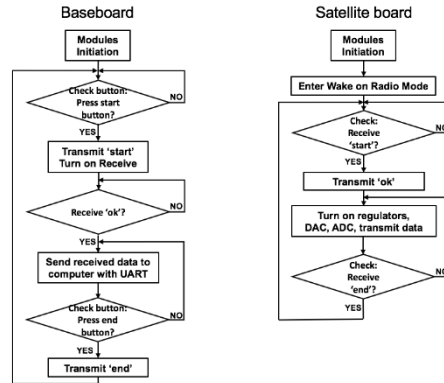 Baseboard
Modules
Initiation
Check button:
Press start
button?
NO
YES
Transmit ‘start’
Turn on Receive
Receive ‘ok’?
NO
YES
Send received data to
computer with UART
Check button:
Press end
button?
NO
YES
Transmit ‘end’
Satellite board
Modules
Initiation
Enter Wake on Radio Mode
Check:
Receive
‘start’?
NO
YES
Transmit ‘ok’
Turn on regulators,
DAC, ADC, transmit data
Check:
Receive
‘end’?
NO
YES